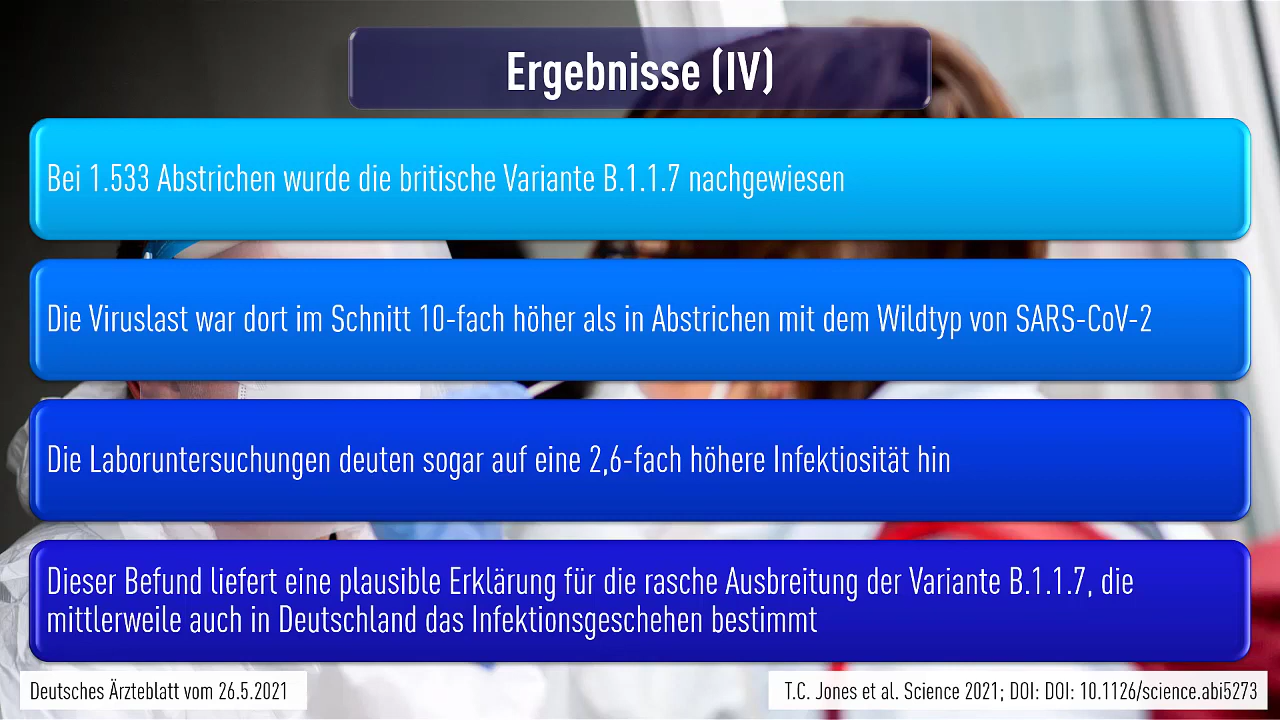 Ergebnisse (IV)
Bei 1.533 Abstrichen wurde die britische Variante B.1.1.7 nachgewiesen
Die Viruslast war dort im Schnitt 10-fach höher als in Abstrichen mit dem Wildtyp von SARS-CoV-2
Die Laboruntersuchungen deuten sogar auf eine 2,6-fach höhere Infektiosität hin
Dieser Befund liefert eine plausible Erklärung für die rasche Ausbreitung der Variante B.1.1.7, die
mittlerweile auch in Deutschland das Infektionsgeschehen bestimmt
Deutsches Ärzteblatt vom 26.5.2021
T.C. Jones et al. Science 2021; DOI: DOI: 10.1126/science.abi5273